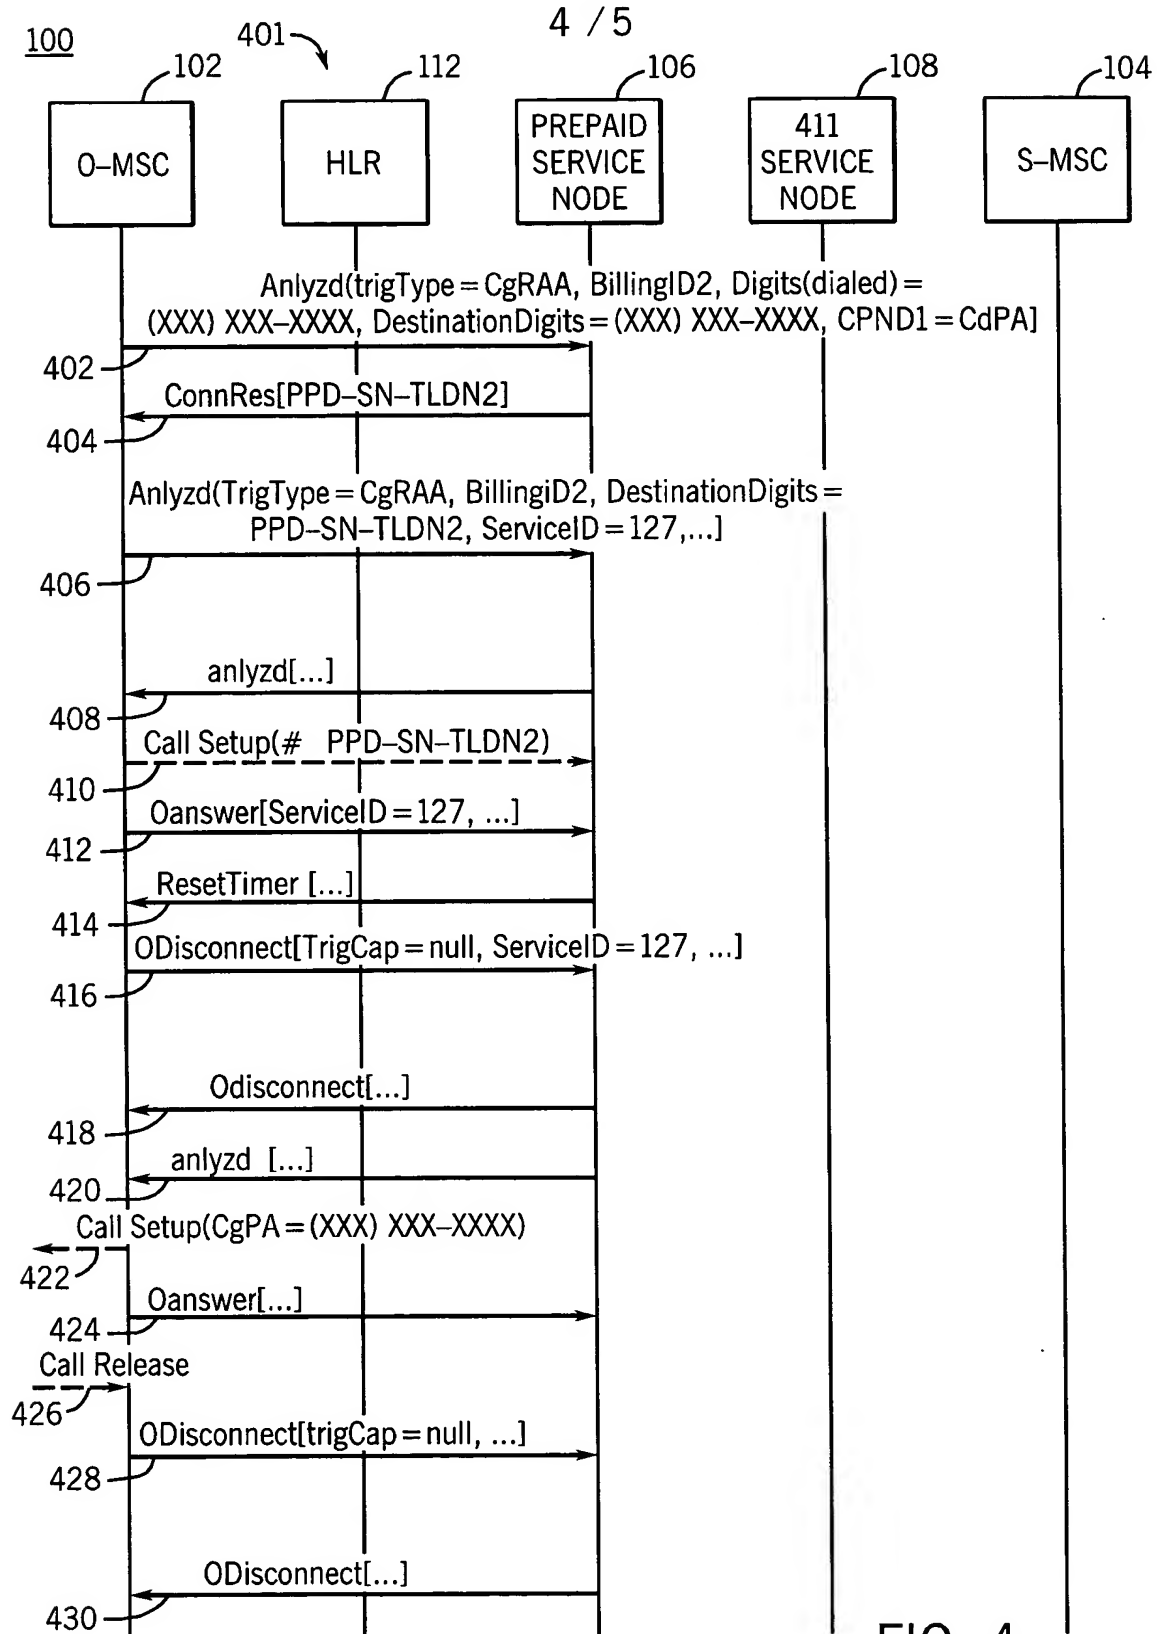 4 / 5
100
401
102
112
106
108
104
O–MSC
HLR
PREPAID
SERVICE
NODE
411
SERVICE
NODE
S–MSC
Anlyzd(trigType = CgRAA, BillingID2, Digits(dialed) =
(XXX) XXX–XXXX, DestinationDigits = (XXX) XXX–XXXX, CPND1 = CdPA]
402
ConnRes[PPD–SN–TLDN2]
404
Anlyzd(TrigType = CgRAA, BillingiD2, DestinationDigits =
PPD–SN–TLDN2, ServiceID = 127,...]
406
anlyzd[...]
408
Call Setup(# PPD–SN–TLDN2)
410
Oanswer[ServiceID = 127, ...]
412
ResetTimer [...]
414
ODisconnect[TrigCap = null, ServiceID = 127, ...]
416
Odisconnect[...]
418
anlyzd [...]
420
Call Setup(CgPA = (XXX) XXX–XXXX)
422
Oanswer[...]
424
Call Release
426
ODisconnect[trigCap = null, ...]
428
ODisconnect[...]
430
FIG. 4